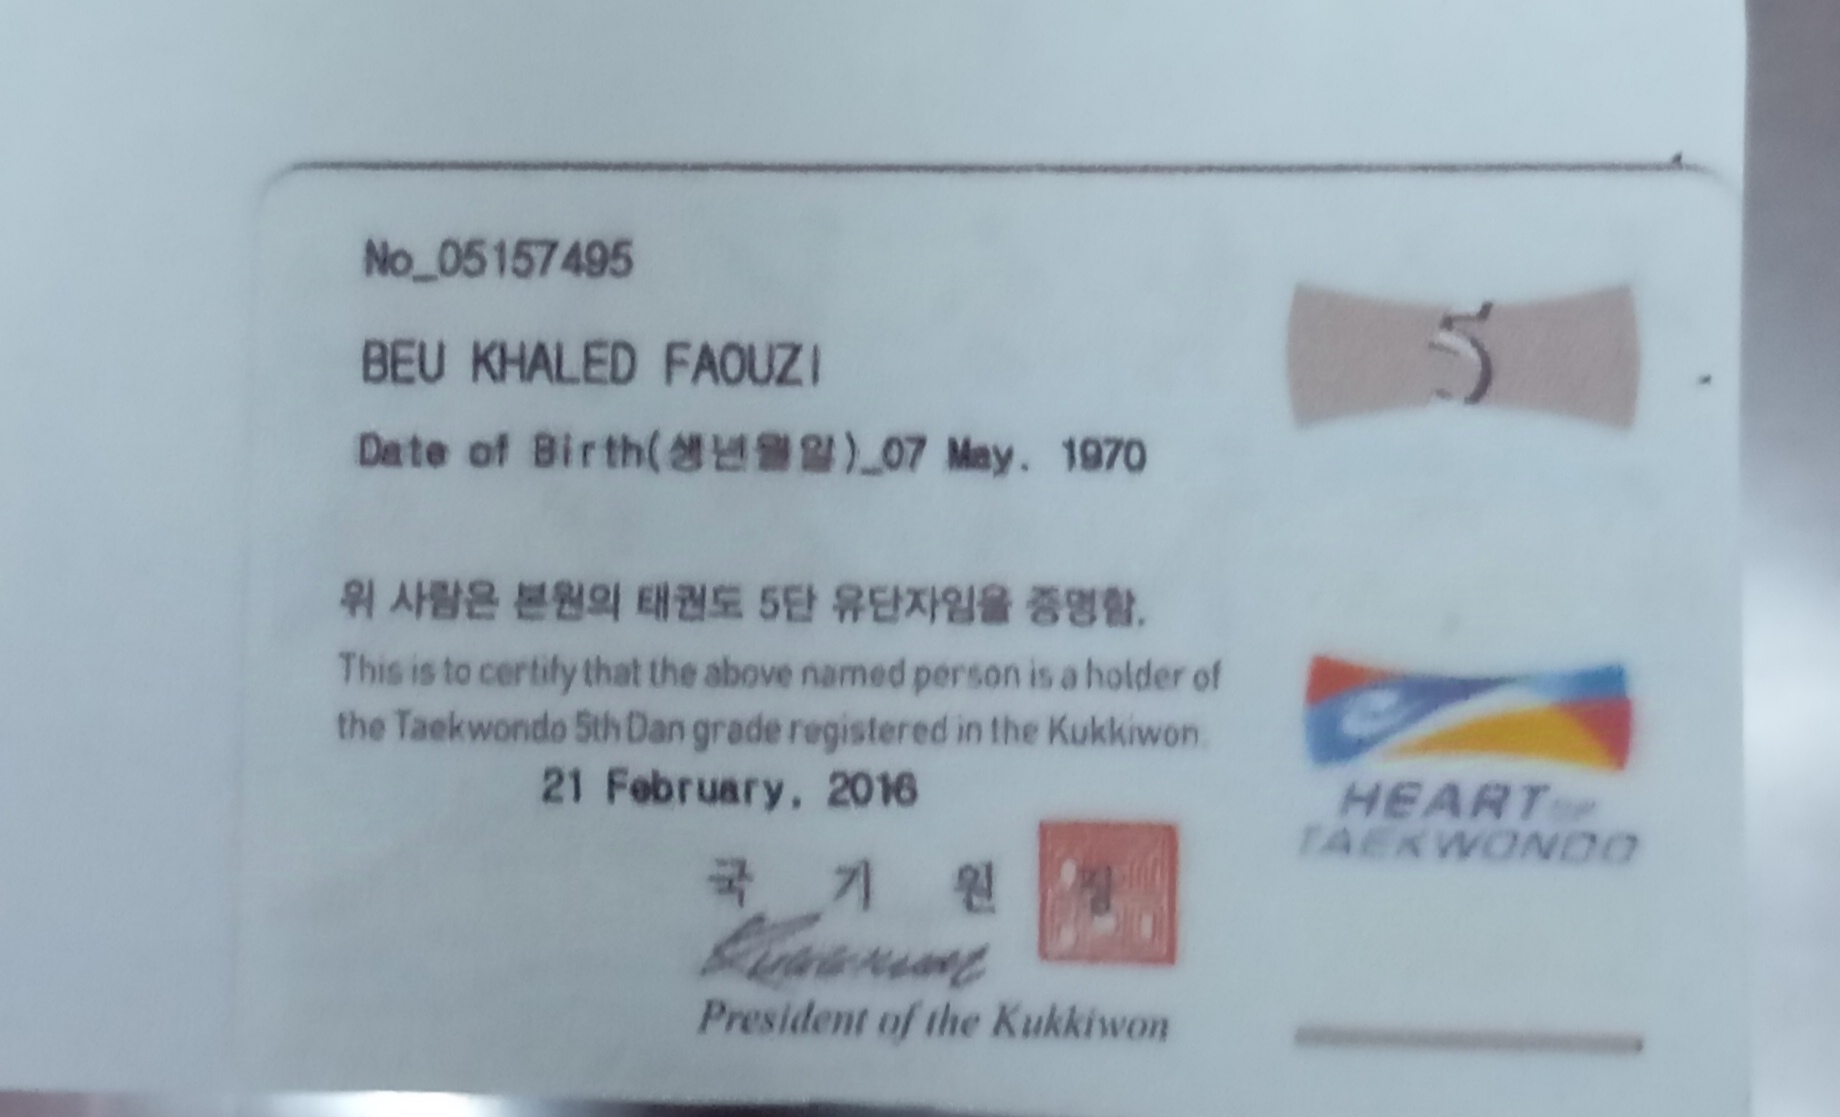 No_05157495
5
BEU KHALED FAOUZI
Date of Birth(생년월일)_07 May. 1970
위 사람은 본원의 태권도 5단 유단자임을 증명함.
This is to certify that the above named person is a holder of
the Taekwondo 5th Dan grade registered in the Kukkiwon.
21 February. 2016
HEART OF
TAEKWONDO
국 기 원 장
Kukkiwon
President of the Kukkiwon